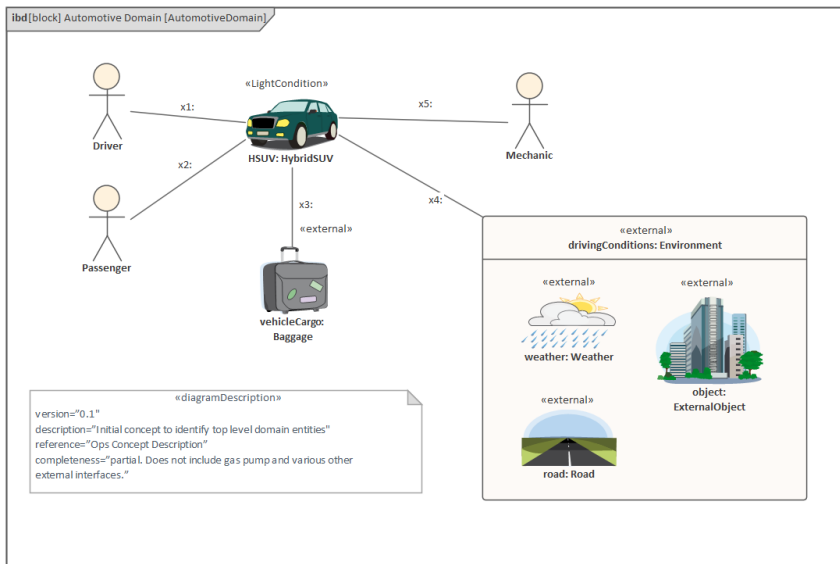 ibd [block] Automotive Domain [AutomotiveDomain]
«LightCondition»
x1:
x5:
Driver
HSUV: HybridSUV
Mechanic
x2:
x3:
x4:
«external»
Passenger
vehicleCargo:
Baggage
«external»
drivingConditions: Environment
«external»
weather: Weather
«external»
object:
ExternalObject
«external»
road: Road
«diagramDescription»
version="0.1"
description="Initial concept to identify top level domain entities"
reference="Ops Concept Description"
completeness="partial. Does not include gas pump and various other
external interfaces."